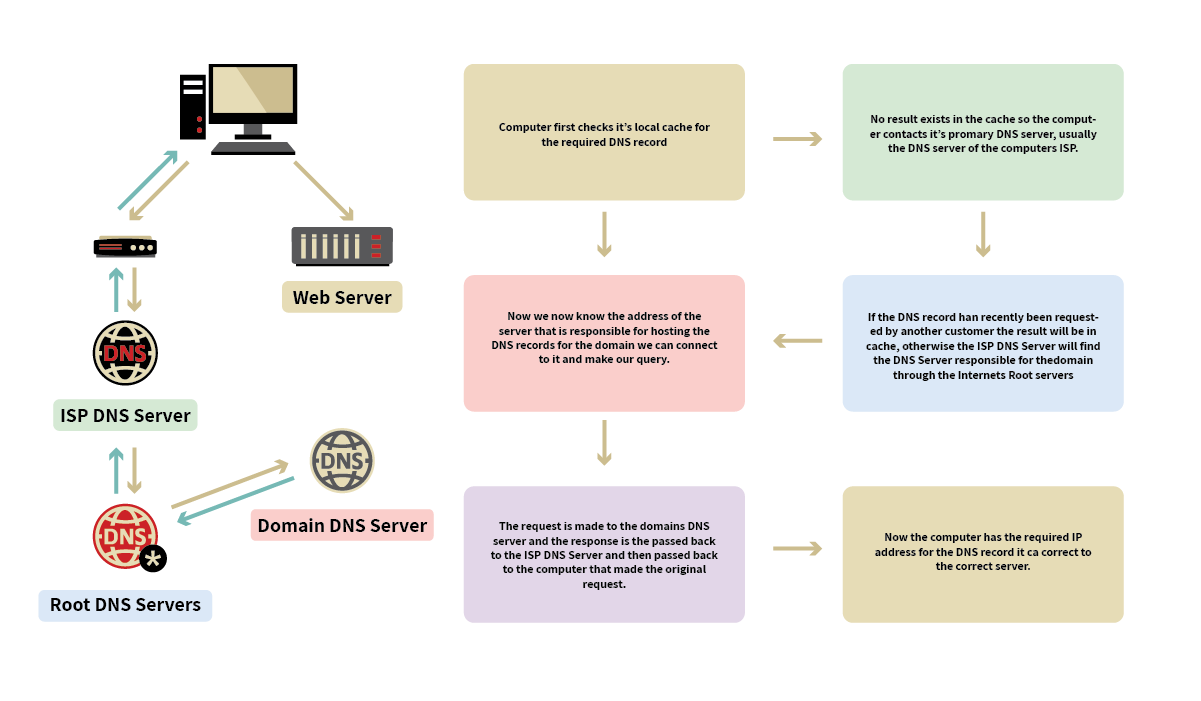 Computer first checks it's local cache for
the required DNS record
No result exists in the cache so the comput-
er contacts it's promary DNS server, usually
the DNS server of the computers ISP.
Web Server
Now we now know the address of the
server that is responsible for hosting the
DNS records for the domain we can connect
to it and make our query.
If the DNS record han recently been request-
ed by another customer the result will be in
cache, otherwise the ISP DNS Server will find
the DNS Server responsible for thedomain
through the Internets Root servers
DNS
ISP DNS Server
DNS
Domain DNS Server
DNS
*
Root DNS Servers
The request is made to the domains DNS
server and the response is the passed back
to the ISP DNS Server and then passed back
to the computer that made the original
request.
Now the computer has the required IP
address for the DNS record it ca correct to
the correct server.